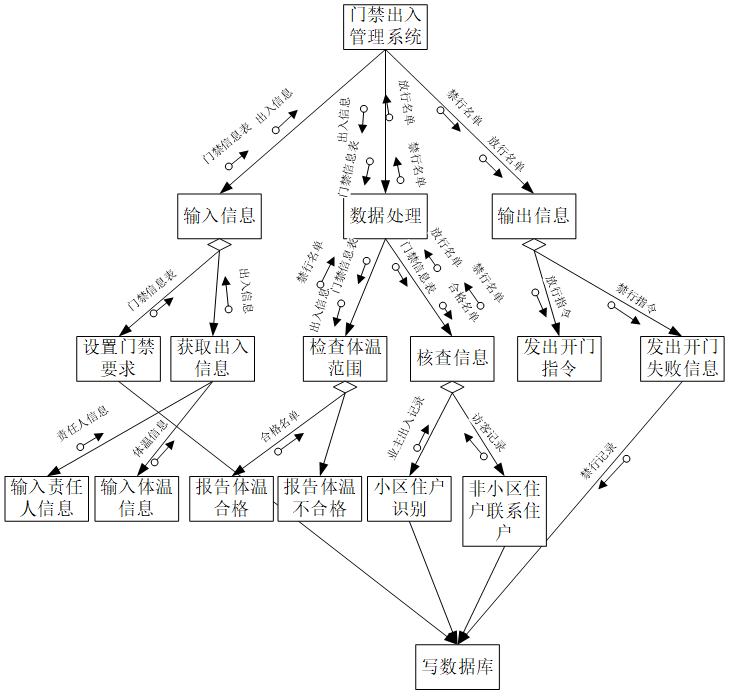 门禁出入
管理系统
门禁信息表
出入信息
门禁信息表
出入信息
放行名单
禁行名单
禁行名单
放行名单
输入信息
数据处理
输出信息
门禁信息表
出入信息
禁行名单
出入信息
门禁信息表
门禁信息表
放行名单
合格名单
禁行名单
放行指令
禁行指令
设置门禁
要求
获取出入
信息
检查体温
范围
核查信息
发出开门
指令
发出开门
失败信息
责任人信息
体温信息
合格名单
业主出入记录
访客记录
禁行记录
输入责任
人信息
输入体温
信息
报告体温
合格
报告体温
不合格
小区住户
识别
非小区住
户联系住
户
写数据库